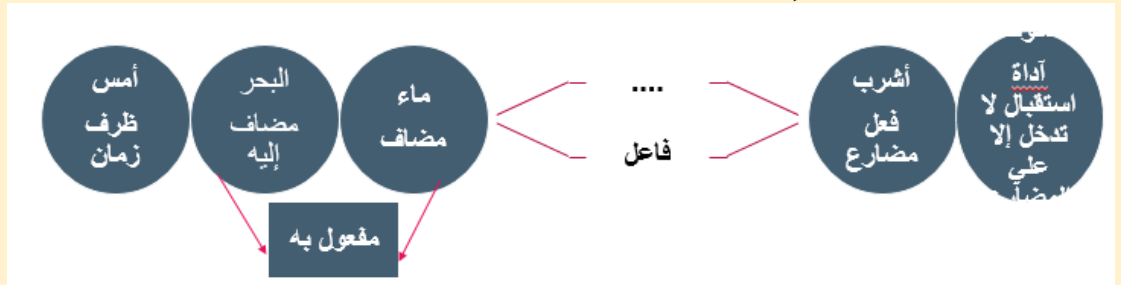 آداة
استقبال لا
تدخل إلا
علي
أشرب
فعل
مضارع
....
فاعل
ماء
مضاف
البحر
مضاف
إليه
أمس
ظرف
زمان
مفعول به